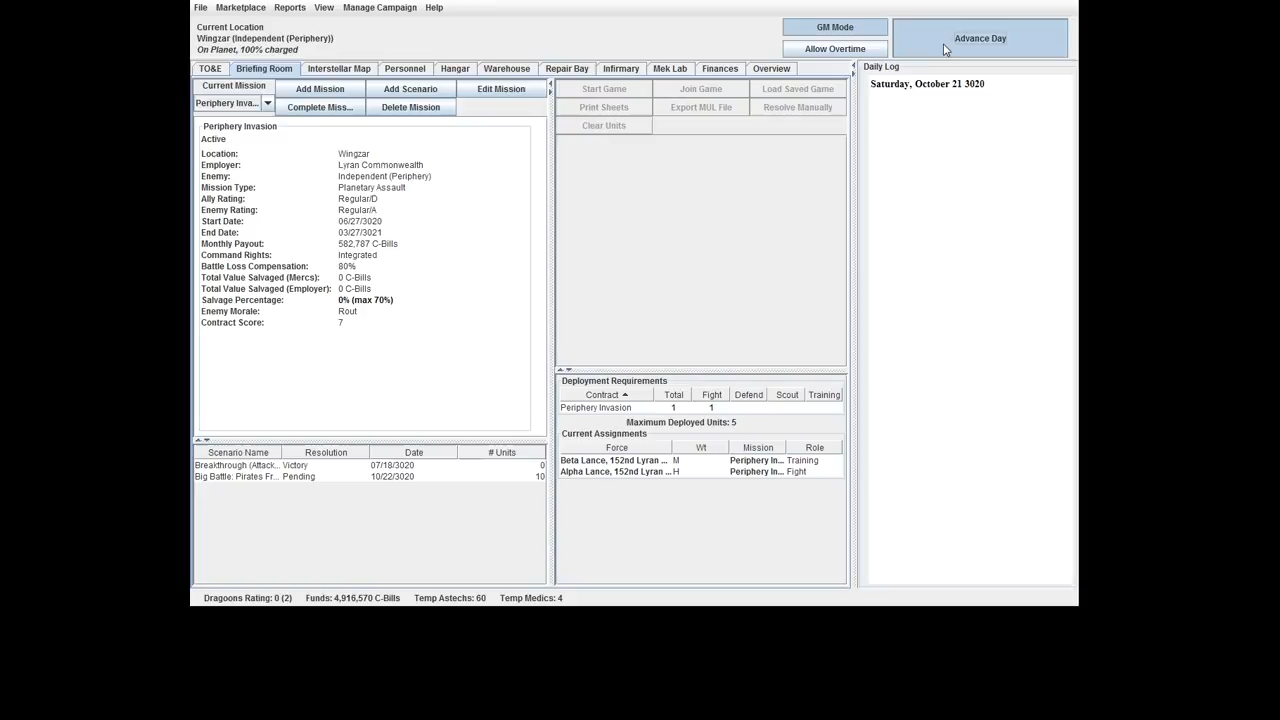 File Marketplace Reports View Manage Campaign Help
Current Location
Wingzar (Independent (Periphery))
On Planet, 100% charged
GM Mode
Allow Overtime
Advance Day
TO&E Briefing Room Interstellar Map Personnel Hangar Warehouse Repair Bay Infirmary Mek Lab Finances Overview
Current Mission
Periphery Inva...
Add Mission Add Scenario Edit Mission
Complete Miss... Delete Mission
Periphery Invasion
Active
Location: Wingzar
Employer: Lyran Commonwealth
Enemy: Independent (Periphery)
Mission Type: Planetary Assault
Ally Rating: Regular/D
Enemy Rating: Regular/A
Start Date: 06/27/3020
End Date: 03/27/3021
Monthly Payout: 582,787 C-Bills
Command Rights: Integrated
Battle Loss Compensation: 80%
Total Value Salvaged (Mercs): 0 C-Bills
Total Value Salvaged (Employer): 0 C-Bills
Salvage Percentage: 0% (max 70%)
Enemy Morale: Rout
Contract Score: 7
Scenario Name Resolution Date # Units
Breakthrough (Attack... Victory 07/18/3020 0
Big Battle: Pirates Fr... Pending 10/22/3020 10
Start Game Join Game Load Saved Game
Print Sheets Export MUL File Resolve Manually
Clear Units
Deployment Requirements
Contract Total Fight Defend Scout Training
Periphery Invasion 1 1
Maximum Deployed Units: 5
Current Assignments
Force Wt Mission Role
Beta Lance, 152nd Lyran ... M Periphery In... Training
Alpha Lance, 152nd Lyran ... H Periphery In... Fight
Daily Log
Saturday, October 21 3020
Dragoons Rating: 0 (2) Funds: 4,916,570 C-Bills Temp Astechs: 60 Temp Medics: 4